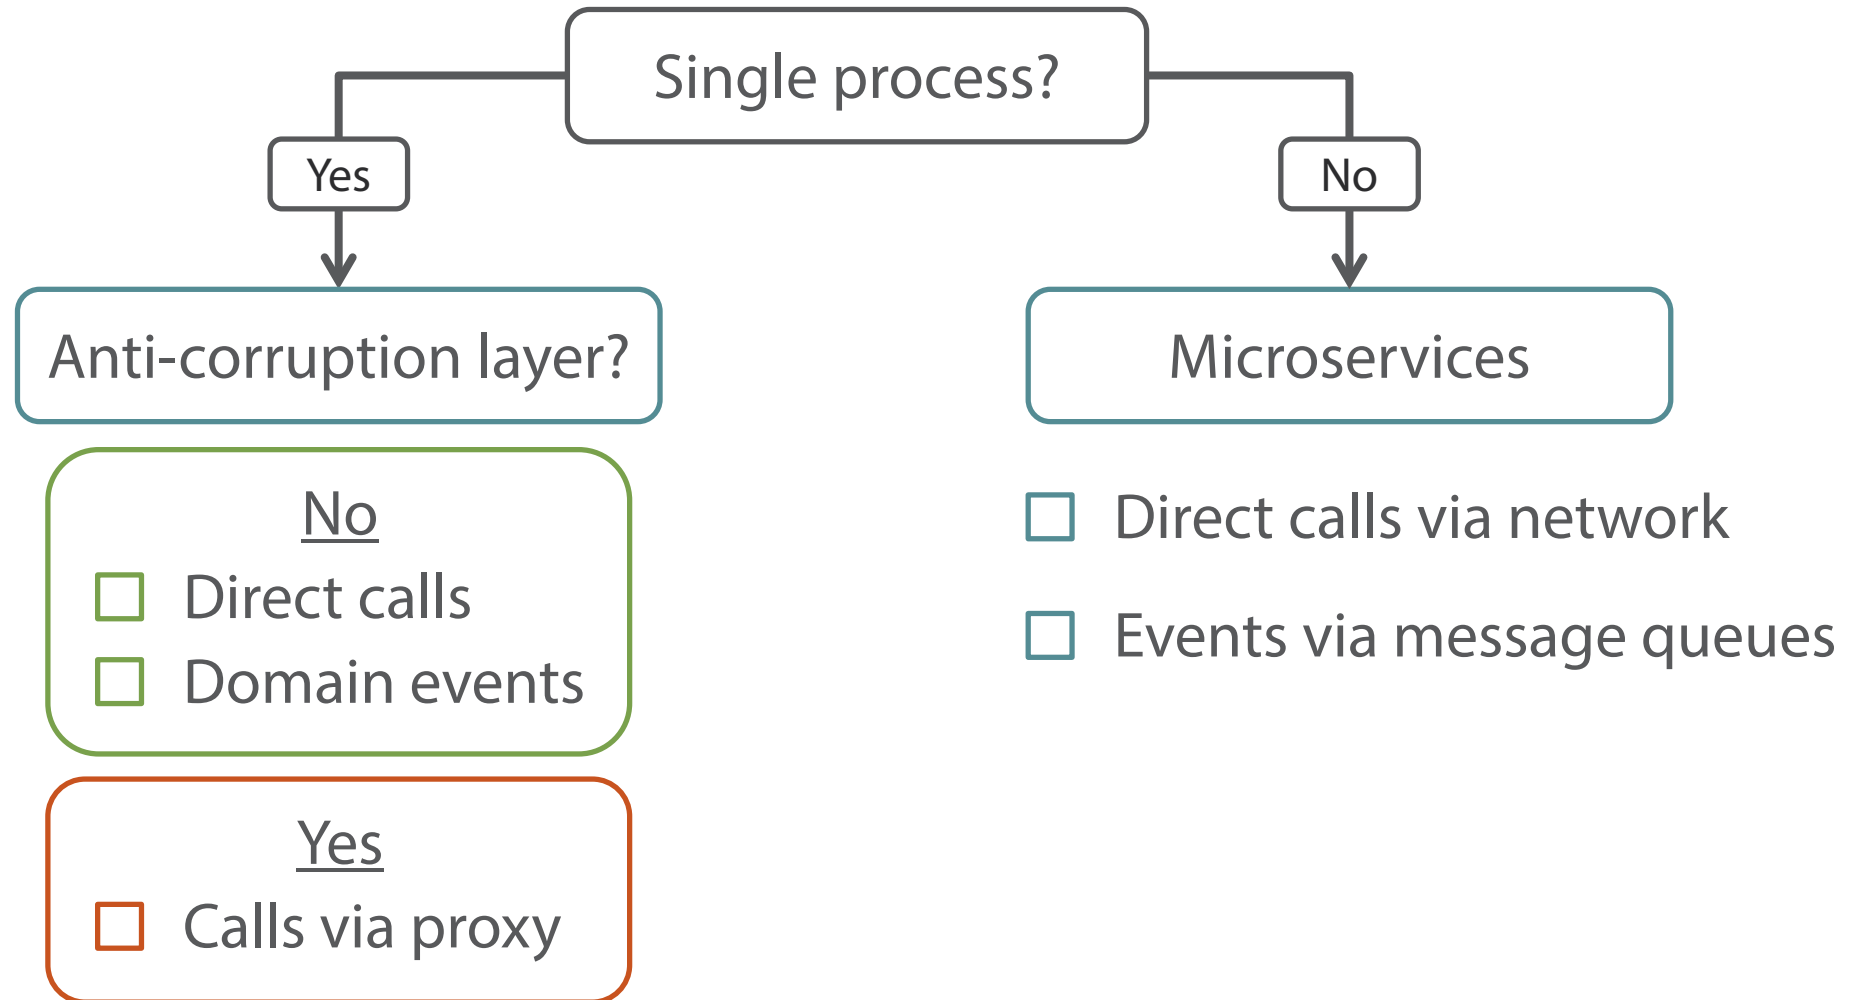 Single process?
Yes
No
Anti-corruption layer?
Microservices
No
Direct calls
Domain events
Yes
Calls via proxy
Direct calls via network
Events via message queues